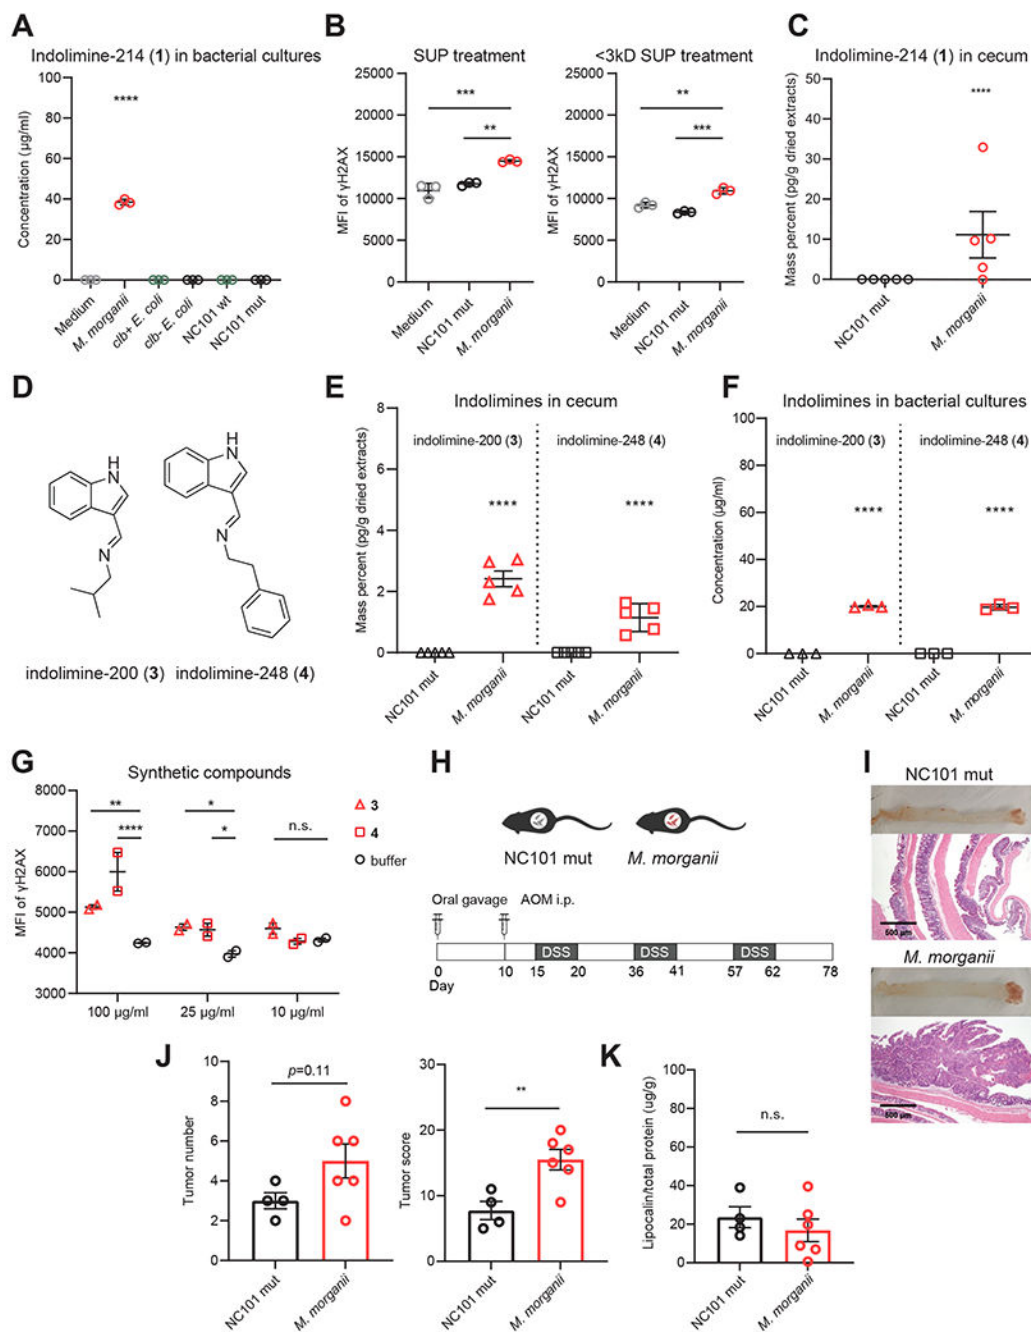 A
Indolimine-214 (1) in bacterial cultures
Concentration (µg/ml)
100
80
60
40
20
0
****
Medium
M. morganii
clb+ E. coli
clb- E. coli
NC101 wt
NC101 mut
B
SUP treatment
MFI of γH2AX
25000
20000
15000
10000
5000
0
***
**
Medium
NC101 mut
M. morganii
<3kD SUP treatment
MFI of γH2AX
25000
20000
15000
10000
5000
0
**
***
Medium
NC101 mut
M. morganii
C
Indolimine-214 (1) in cecum
Mass percent (pg/g dried extracts)
50
40
30
20
10
0
****
NC101 mut
M. morganii
D
H
N
N
H
N
N
indolimine-200 (3)
indolimine-248 (4)
E
Indolimines in cecum
Mass percent (pg/g dried extracts)
8
6
4
2
0
indolimine-200 (3)
indolimine-248 (4)
****
****
NC101 mut
M. morganii
NC101 mut
M. morganii
F
Indolimines in bacterial cultures
Concentration (µg/ml)
100
80
60
40
20
0
indolimine-200 (3)
indolimine-248 (4)
****
****
NC101 mut
M. morganii
NC101 mut
M. morganii
G
Synthetic compounds
MFI of γH2AX
8000
7000
6000
5000
4000
3000
**
****
*
*
n.s.
100 µg/ml
25 µg/ml
10 µg/ml
3
4
buffer
H
NC101 mut
M. morganii
Oral gavage
AOM i.p.
DSS
DSS
DSS
0
10
15
20
36
41
57
62
78
Day
I
NC101 mut
500 µm
M. morganii
500 µm
J
Tumor number
10
8
6
4
2
0
p=0.11
NC101 mut
M. morganii
Tumor score
30
20
10
0
**
NC101 mut
M. morganii
K
Lipocalin/total protein (ug/g)
100
80
60
40
20
0
n.s.
NC101 mut
M. morganii